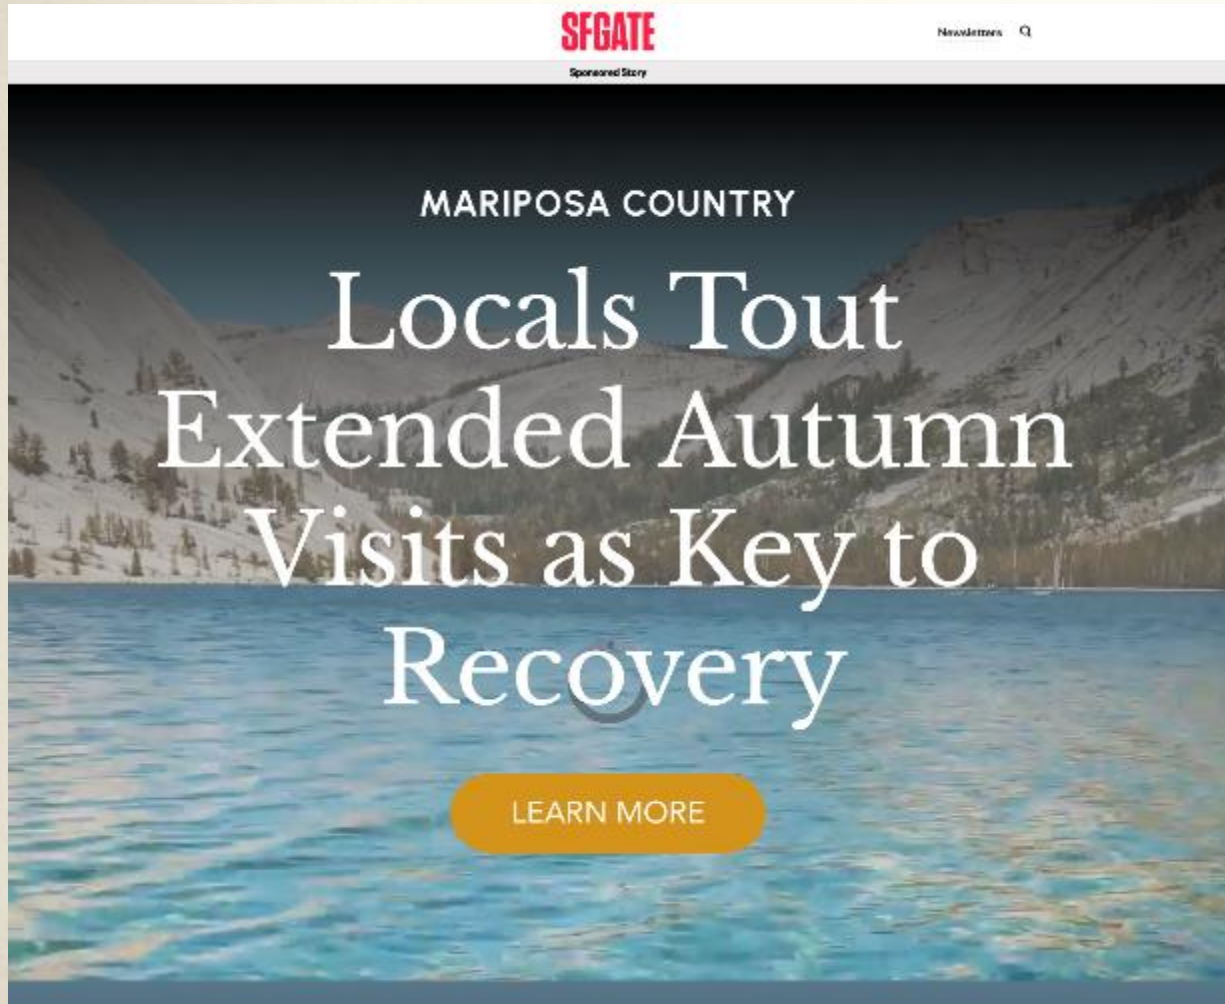 SFGATE
Newsletters
Sponsored Story
MARIPOSA COUNTRY
Locals Tout
Extended Autumn
Visits as Key to
Recovery
LEARN MORE